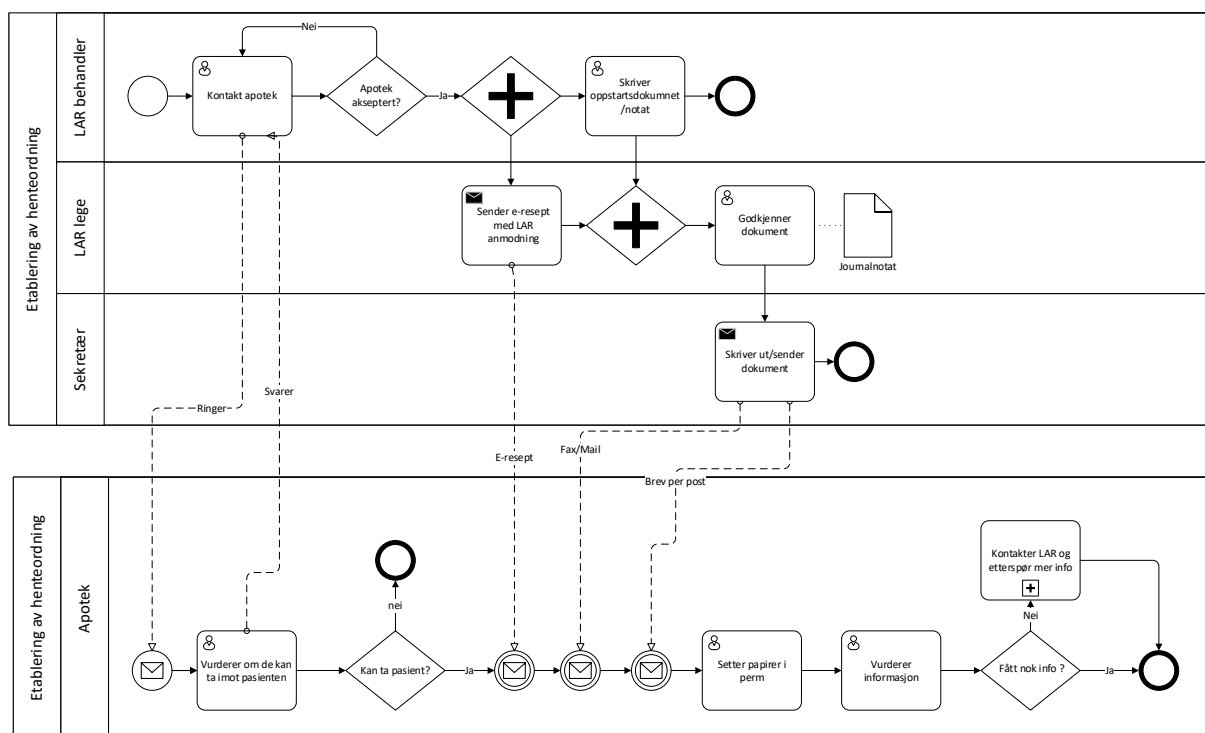 Etablering av henteordning
LAR behandler
Nei
Kontakt apotek
Apotek
akseptert?
Ja
Skriver
oppstartsdokumnet
/notat
LAR lege
Sender e-resept
med LAR
anmodning
Godkjenner
dokument
Journalnotat
Sekretær
Skriver ut/sender
dokument
Ringer
Svarer
E-resept
Fax/Mail
Brev per post
Etablering av henteordning
Apotek
Vurderer om de kan
ta imot pasienten
nei
Kan ta pasient?
Ja
Setter papirer i
perm
Vurderer
informasjon
Kontakter LAR og
etterspør mer info
Nei
Fått nok info ?
Ja